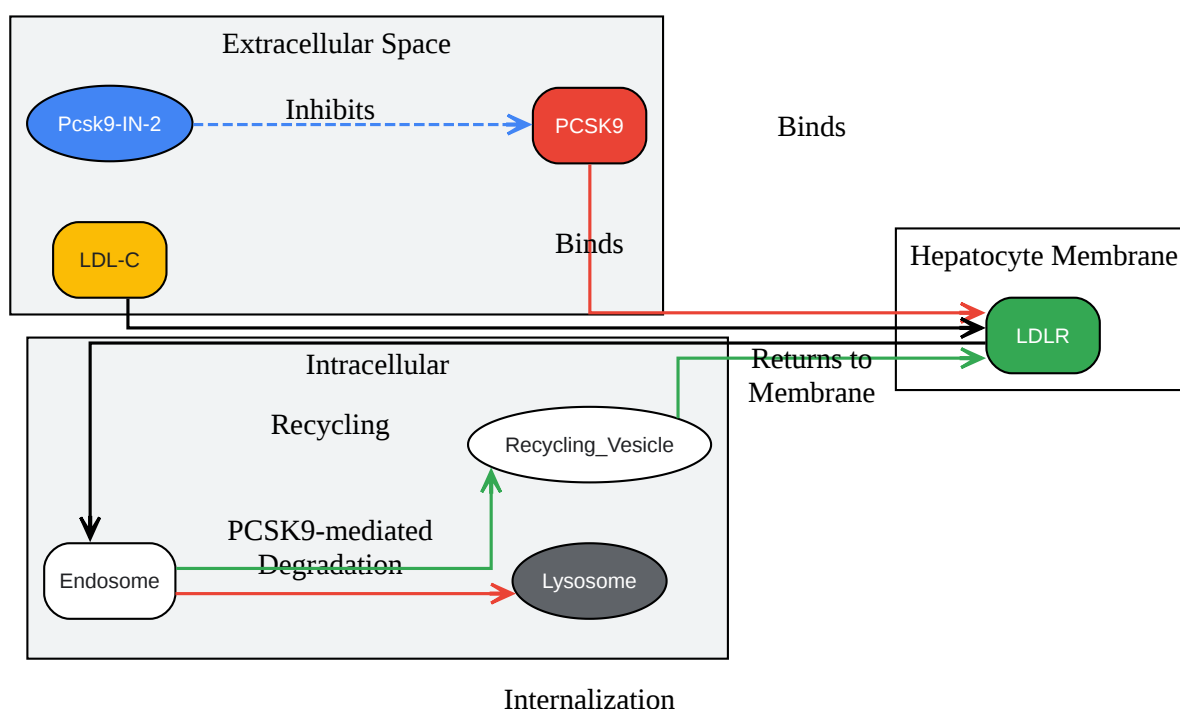 Extracellular Space
Pcsk9-IN-2
Inhibits
PCSK9
Binds
Binds
LDL-C
Hepatocyte Membrane
LDLR
Intracellular
Returns to
Membrane
Recycling
Recycling_Vesicle
PCSK9-mediated
Degradation
Endosome
Lysosome
Internalization